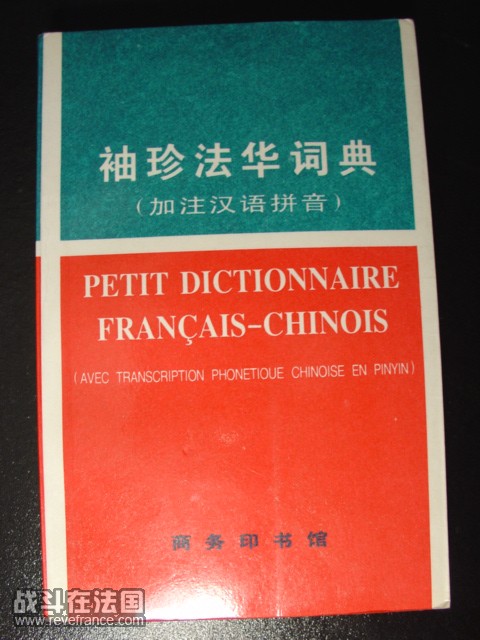 袖珍法华词典
(加注汉语拼音)
PETIT DICTIONNAIRE
FRANÇAIS-CHINOIS
(AVEC TRANSCRIPTION PHONETIOUE CHINOISE EN PINYIN)
商务印书馆
战斗在法国
www.revefrance.com